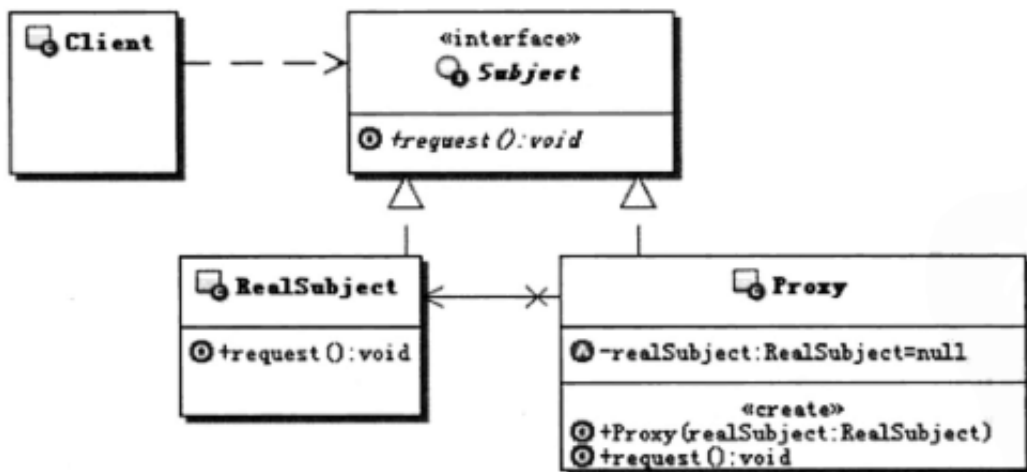 Client
«interface»
Subject
+request():void
RealSubject
+request():void
Proxy
-realSubject:RealSubject=null
«create»
+Proxy(realSubject:RealSubject)
+request():void